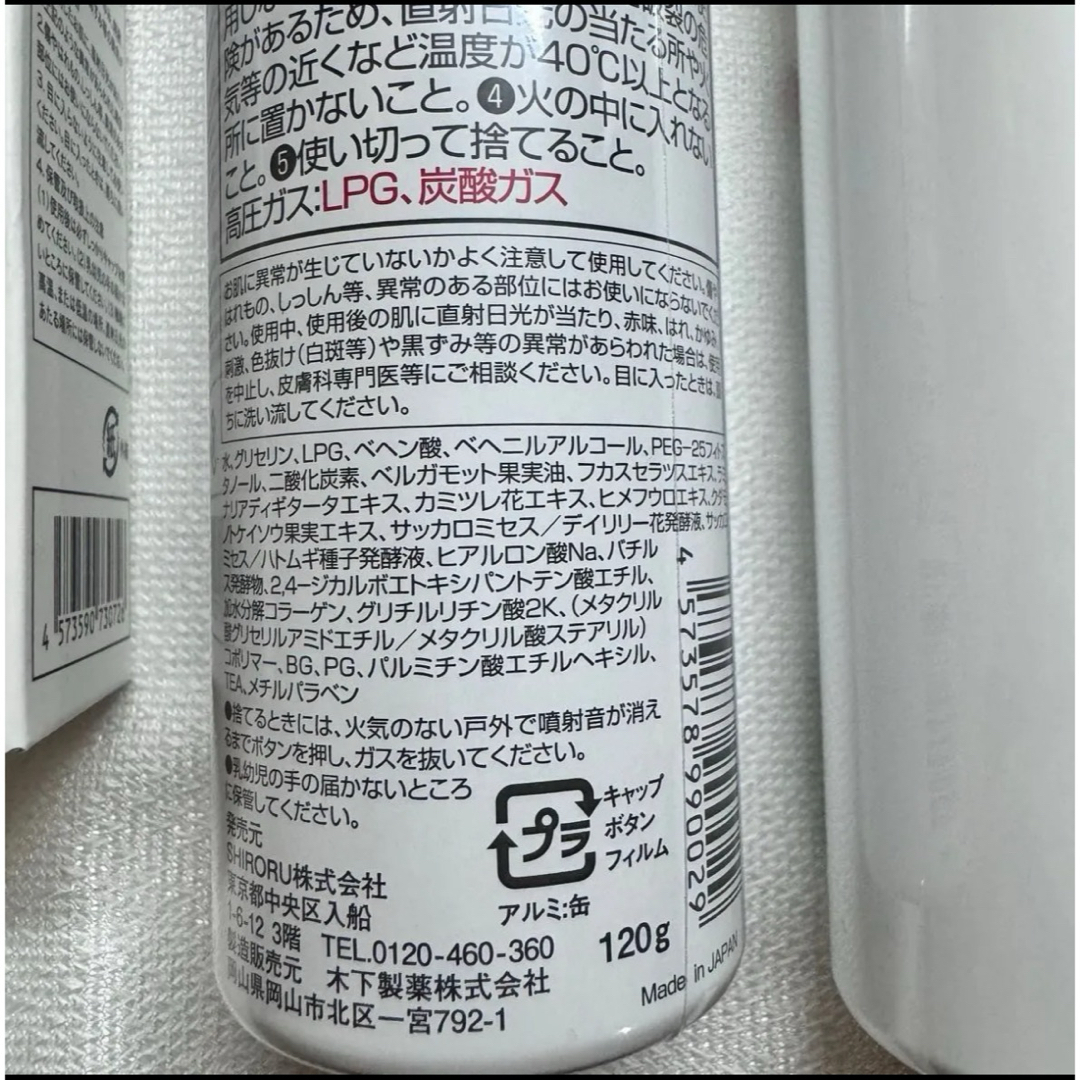 険があるため、直射日光の当たる所や火
気等の近くなど温度が40℃以上となる
所に置かないこと。❹火の中に入れない
こと。❺使い切って捨てること。
高圧ガス:LPG、炭酸ガス
お肌に異常が生じていないかよく注意して使用してください。傷や
はれもの、しっしん等、異常のある部位にはお使いにならないでくだ
さい。使用中、使用後の肌に直射日光が当たり、赤味、はれ、かゆみ、
刺激、色抜け(白斑等)や黒ずみ等の異常があらわれた場合は、使用
を中止し、皮膚科専門医等にご相談ください。目に入ったときは、直
ちに洗い流してください。
水、グリセリン、LPG、ベヘン酸、ベヘニルアルコール、PEG-25フィトス
タノール、二酸化炭素、ベルガモット果実油、フカスセラツスエキス、ラミ
ナリアディギタータエキス、カミツレ花エキス、ヒメフウロエキス、クダモ
ノトケイソウ果実エキス、サッカロミセス/デイリリー花発酵液、サッカロ
ミセス/ハトムギ種子発酵液、ヒアルロン酸Na、バチル
ス発酵物、2,4-ジカルボエトキシパントテン酸エチル、
加水分解コラーゲン、グリチルリチン酸2K、(メタクリル
酸グリセリルアミドエチル/メタクリル酸ステアリル)
コポリマー、BG、PG、パルミチン酸エチルヘキシル、
TEA、メチルパラベン
●捨てるときには、火気のない戸外で噴射音が消え
るまでボタンを押し、ガスを抜いてください。
●乳幼児の手の届かないところ
に保管してください。
発売元
SHIRORU株式会社
東京都中央区入船
1-6-12 3階 TEL.0120-460-360
製造販売元 木下製薬株式会社
岡山県岡山市北区一宮792-1
プラ
キャップ
ボタン
フィルム
アルミ:缶
120g
Made in JAPAN
4 573578 990029
4 573590 730726